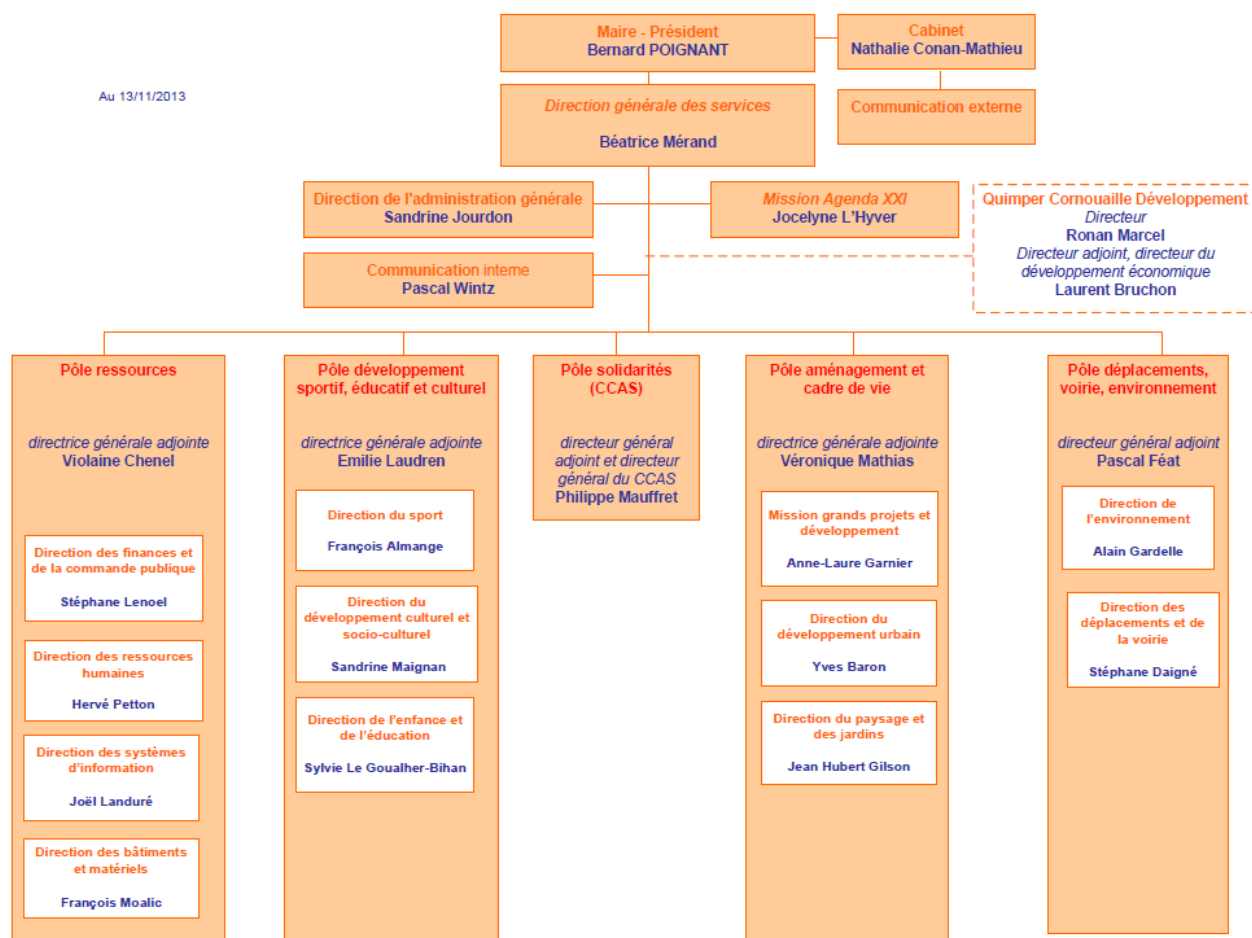 Maire - Président
Bernard POIGNANT
Cabinet
Nathalie Conan-Mathieu
Au 13/11/2013
Direction générale des services
Béatrice Mérand
Communication externe
Direction de l'administration générale
Sandrine Jourdon
Mission Agenda XXI
Jocelyne L'Hyver
Quimper Cornouaille Développement
Directeur
Ronan Marcel
Directeur adjoint, directeur du
développement économique
Laurent Bruchon
Communication interne
Pascal Wintz
Pôle ressources
directrice générale adjointe
Violaine Chenel
Direction des finances et
de la commande publique
Stéphane Lenoel
Direction des ressources
humaines
Hervé Petton
Direction des systèmes
d'information
Joël Landuré
Direction des bâtiments
et matériels
François Moalic
Pôle développement
sportif, éducatif et culturel
directrice générale adjointe
Emilie Laudren
Direction du sport
François Almange
Direction du
développement culturel et
socio-culturel
Sandrine Maignan
Direction de l'enfance et
de l'éducation
Sylvie Le Goualher-Bihan
Pôle solidarités
(CCAS)
directeur général
adjoint et directeur
général du CCAS
Philippe Mauffret
Pôle aménagement et
cadre de vie
directrice générale adjointe
Véronique Mathias
Mission grands projets et
développement
Anne-Laure Garnier
Direction du
développement urbain
Yves Baron
Direction du paysage et
des jardins
Jean Hubert Gilson
Pôle déplacements,
voirie, environnement
directeur général adjoint
Pascal Féat
Direction de
l'environnement
Alain Gardelle
Direction des
déplacements et de
la voirie
Stéphane Daigné